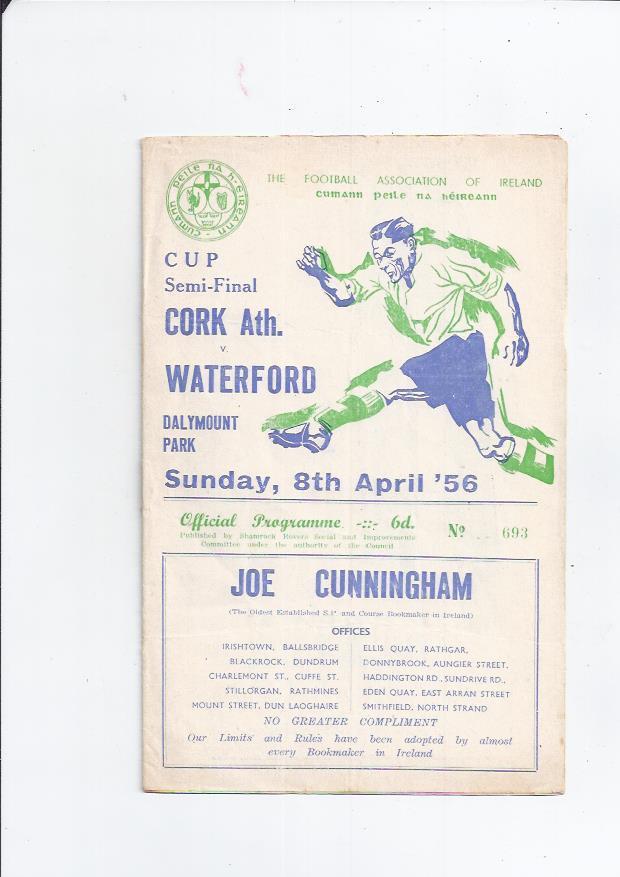 CUMANN PEILE NA H-EIREANN
THE FOOTBALL ASSOCIATION OF IRELAND
cumann peile na héireann
CUP
Semi-Final
CORK Ath.
v.
WATERFORD
DALYMOUNT
PARK
Sunday, 8th April '56
Official Programme -::- 6d. No .. 693
Published by Shamrock Rovers Social and Improvements
Committee under the authority of the Council
JOE CUNNINGHAM
(The Oldest Established S.P. and Course Bookmaker in Ireland)
OFFICES
IRISHTOWN, BALLSBRIDGE
BLACKROCK, DUNDRUM
CHARLEMONT ST., CUFFE ST.
STILLORGAN, RATHMINES
MOUNT STREET, DUN LAOGHAIRE
ELLIS QUAY, RATHGAR,
DONNYBROOK, AUNGIER STREET,
HADDINGTON RD., SUNDRIVE RD.,
EDEN QUAY, EAST ARRAN STREET
SMITHFIELD, NORTH STRAND
NO GREATER COMPLIMENT
Our Limits and Rules have been adopted by almost
every Bookmaker in Ireland